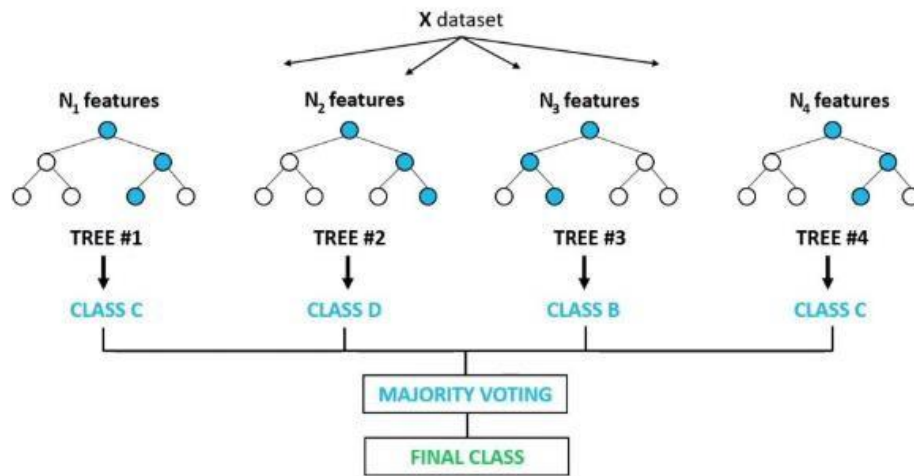 X dataset
N₁ features N₂ features N₃ features N₄ features
TREE #1 TREE #2 TREE #3 TREE #4
CLASS C CLASS D CLASS B CLASS C
MAJORITY VOTING
FINAL CLASS